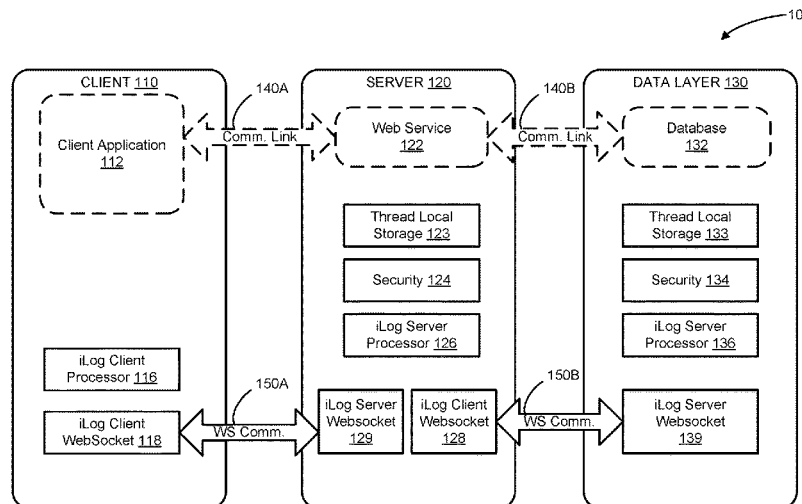 10
CLIENT 110
140A
SERVER 120
140B
DATA LAYER 130
Client Application
112
Comm. Link
Web Service
122
Comm. Link
Database
132
Thread Local
Storage 123
Thread Local
Storage 133
Security 124
Security 134
iLog Client
Processor 116
iLog Server
Processor 126
iLog Server
Processor 136
150A
150B
iLog Client
WebSocket 118
WS Comm.
iLog Server
Websocket
129
iLog Client
Websocket
128
WS Comm.
iLog Server
Websocket
139